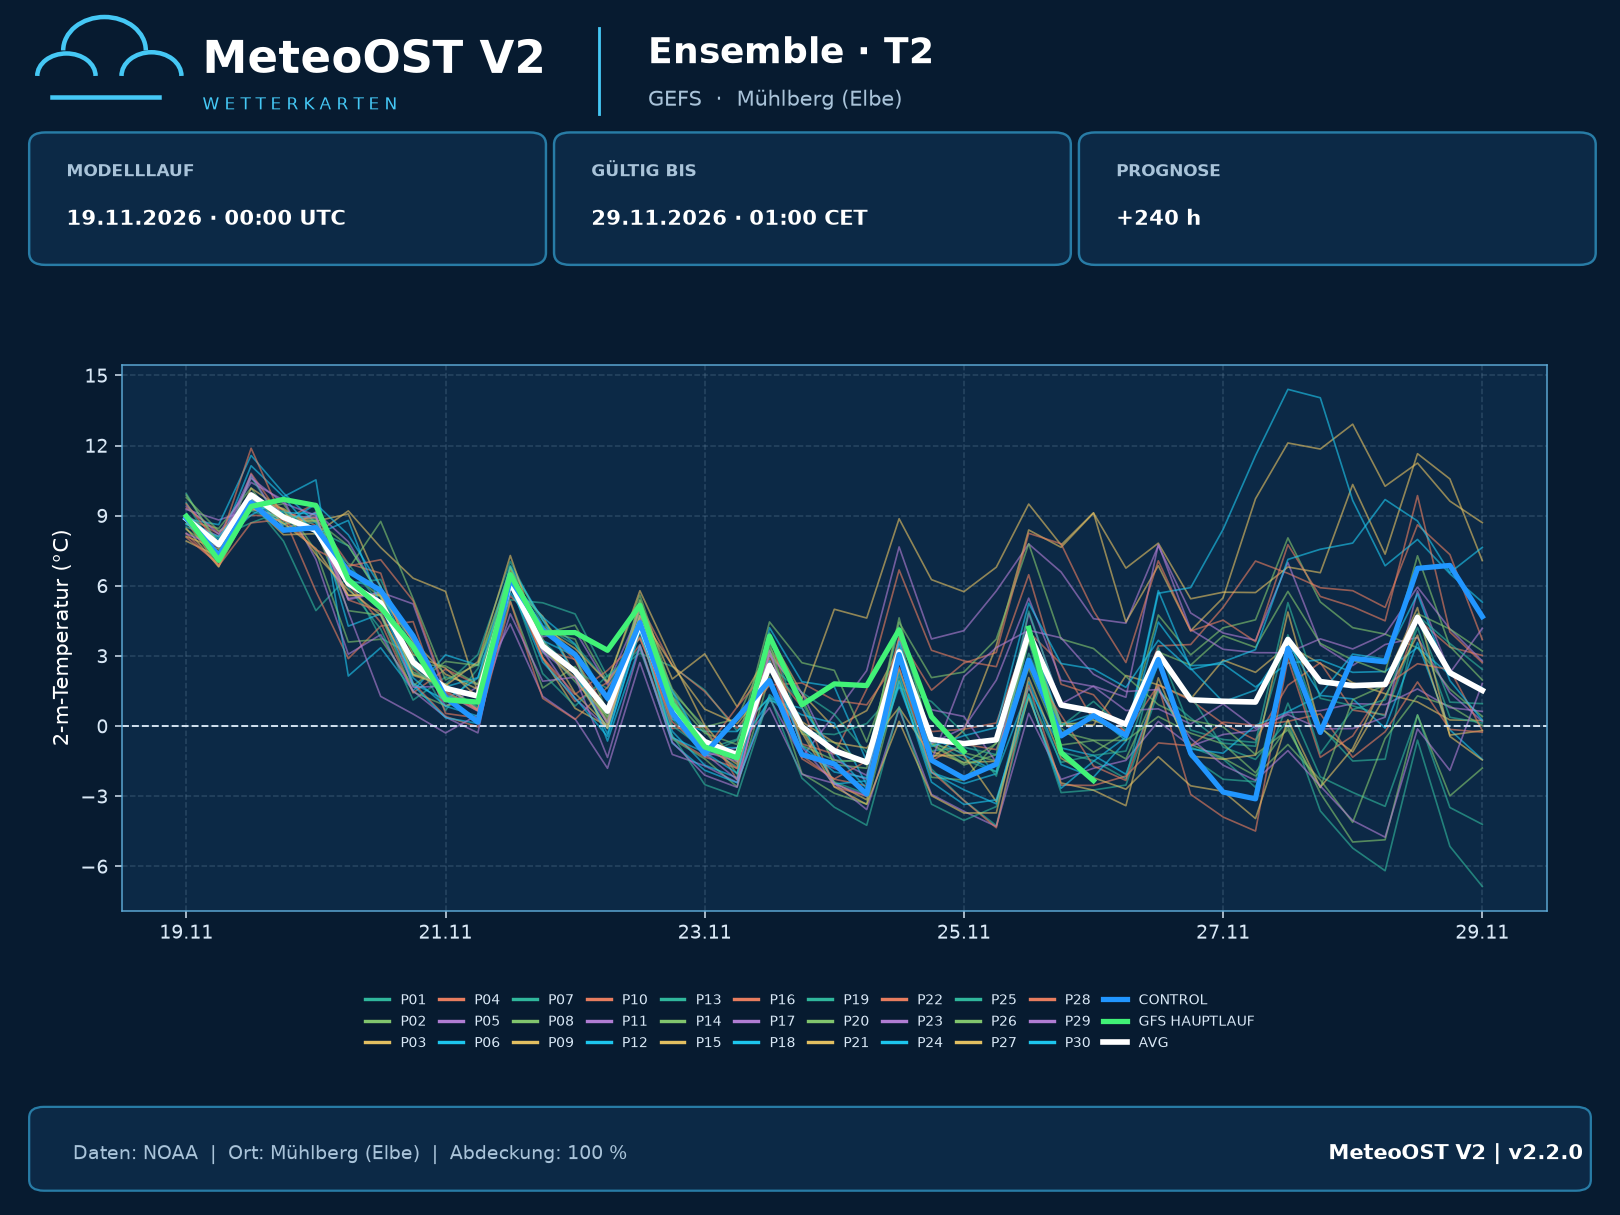 MeteoOST V2
WETTERKARTEN
Ensemble · T2
GEFS · Mühlberg (Elbe)
MODELLLAUF
19.11.2026 · 00:00 UTC
GÜLTIG BIS
29.11.2026 · 01:00 CET
PROGNOSE
+240 h
2-m-Temperatur (°C)
15
12
9
6
3
0
−3
−6
19.11 21.11 23.11 25.11 27.11 29.11
P01 P04 P07 P10 P13 P16 P19 P22 P25 P28 CONTROL
P02 P05 P08 P11 P14 P17 P20 P23 P26 P29 GFS HAUPTLAUF
P03 P06 P09 P12 P15 P18 P21 P24 P27 P30 AVG
Daten: NOAA | Ort: Mühlberg (Elbe) | Abdeckung: 100 %
MeteoOST V2 | v2.2.0